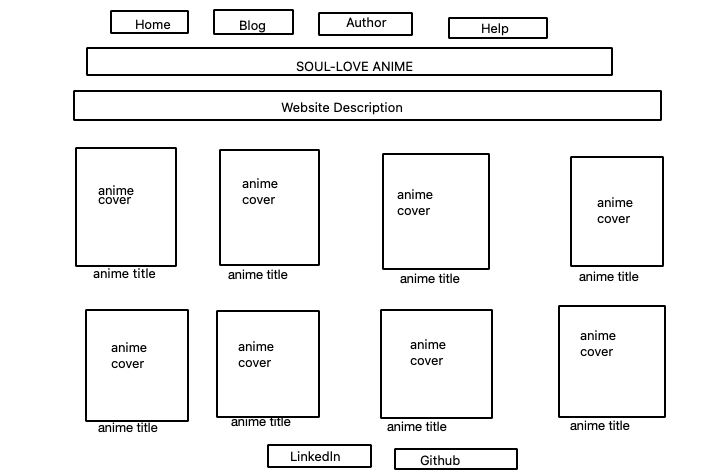 Home
Blog
Author
Help
SOUL-LOVE ANIME
Website Description
anime
cover
anime
cover
anime
cover
anime
cover
anime titile
anime title
anime title
anime title
anime
cover
anime
cover
anime
cover
anime
cover
anime title
anime title
anime title
anime title
LinkedIn
Github